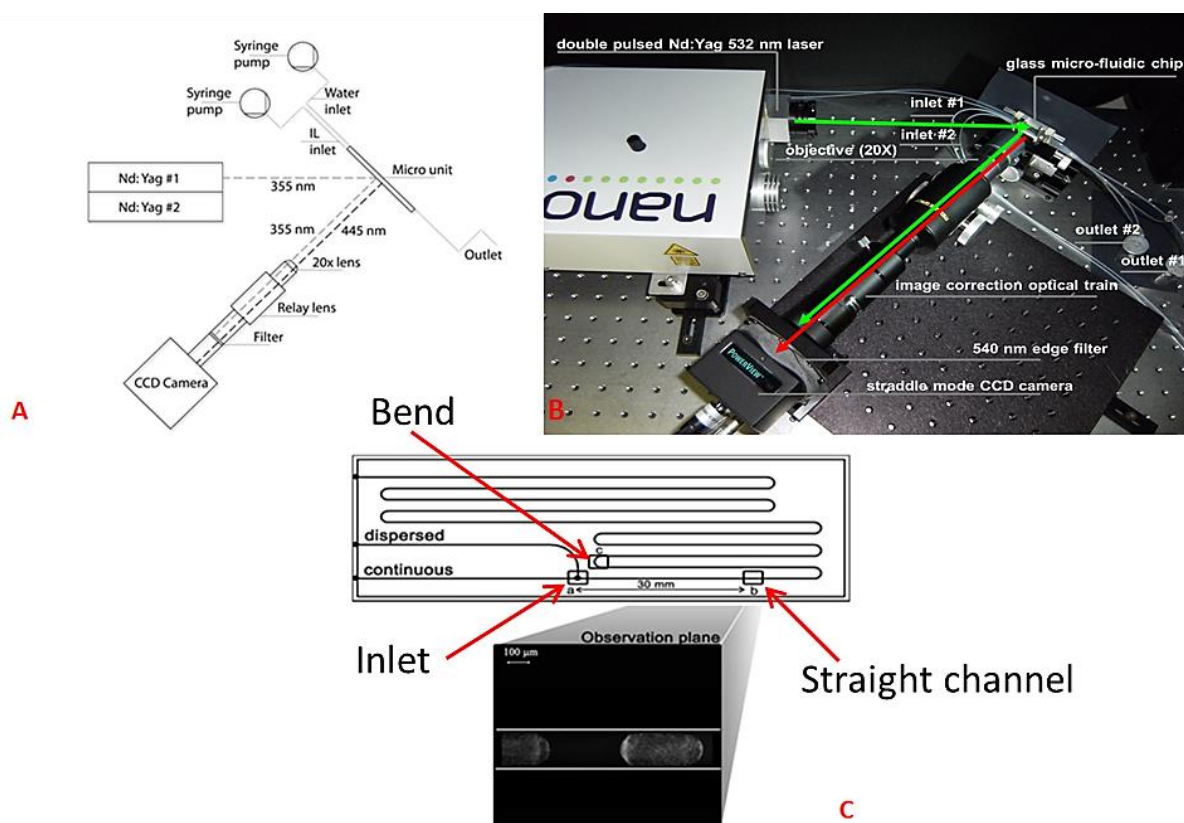 Syringe
pump
Syringe
pump
Water
inlet
IL
inlet
Micro unit
Nd: Yag #1
355 nm
Nd: Yag #2
355 nm
445 nm
Outlet
20x lens
Relay lens
Filter
CCD Camera
A
double pulsed Nd:Yag 532 nm laser
glass micro-fluidic chip
inlet #1
inlet #2
objective (20X)
nano
outlet #2
outlet #1
image correction optical train
540 nm edge filter
POWERVIEW™
straddle mode CCD camera
B
Bend
dispersed
c
continuous
a
30 mm
b
Inlet
Observation plane
100 μm
Straight channel
C